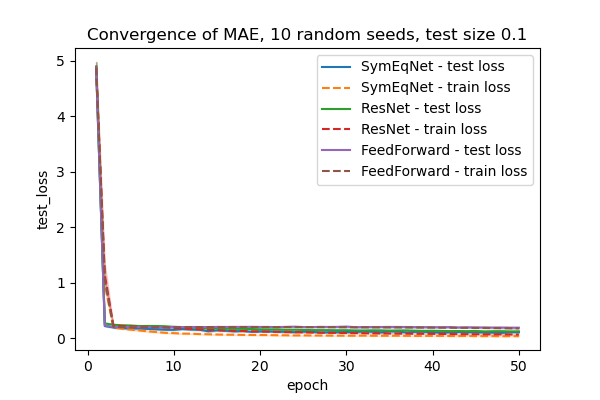 Convergence of MAE, 10 random seeds, test size 0.1
5
4
3
2
1
0
test_loss
SymEqNet - test loss
SymEqNet - train loss
ResNet - test loss
ResNet - train loss
FeedForward - test loss
FeedForward - train loss
0 10 20 30 40 50
epoch